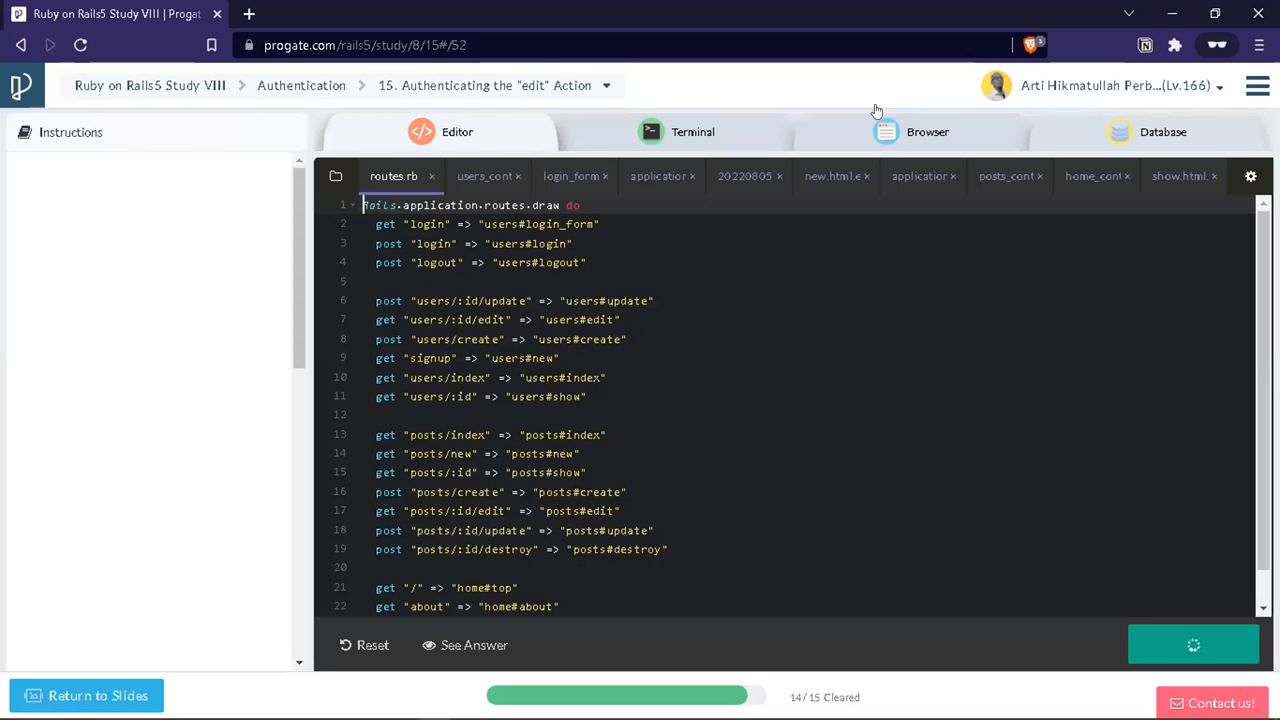 Ruby on Rails5 Study VIII | Progat
progate.com/rails5/study/8/15#/52
3
Ruby on Rails5 Study VIII
Authentication
15. Authenticating the "edit" Action
Arti Hikmatullah Perb...(Lv.166)
Instructions
Editor
Terminal
Browser
Database
routes.rb
users_cont
login_form
application
20220805
new.html.e
application
posts_cont
home_cont
show.html.
1 Rails.application.routes.draw do
2 get "login" => "users#login_form"
3 post "login" => "users#login"
4 post "logout" => "users#logout"
5
6 post "users/:id/update" => "users#update"
7 get "users/:id/edit" => "users#edit"
8 post "users/create" => "users#create"
9 get "signup" => "users#new"
10 get "users/index" => "users#index"
11 get "users/:id" => "users#show"
12
13 get "posts/index" => "posts#index"
14 get "posts/new" => "posts#new"
15 get "posts/:id" => "posts#show"
16 post "posts/create" => "posts#create"
17 get "posts/:id/edit" => "posts#edit"
18 post "posts/:id/update" => "posts#update"
19 post "posts/:id/destroy" => "posts#destroy"
20
21 get "/" => "home#top"
22 get "about" => "home#about"
Reset
See Answer
Return to Slides
14/15 Cleared
Contact us!